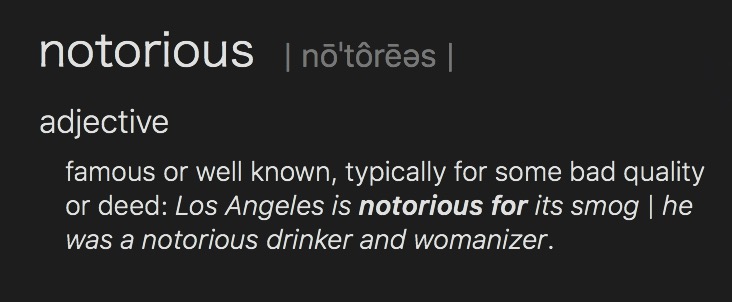 notorious | nōˈtôrēəs |
adjective
famous or well known, typically for some bad quality
or deed: Los Angeles is notorious for its smog | he
was a notorious drinker and womanizer.